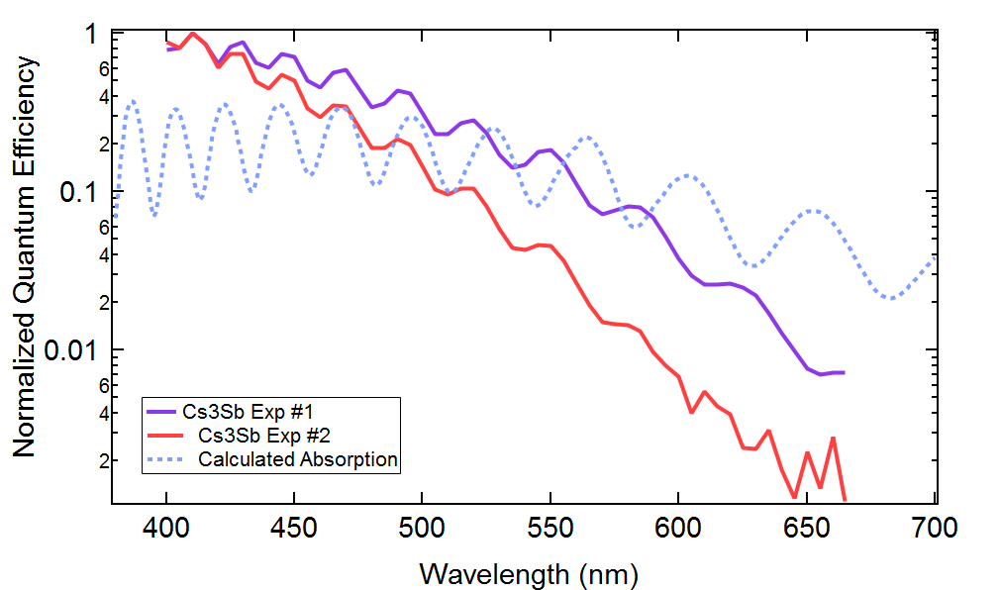 Normalized Quantum Efficiency
1
6
4
2
0.1
6
4
2
0.01
6
4
2
Cs3Sb Exp #1
Cs3Sb Exp #2
Calculated Absorption
400 450 500 550 600 650 700
Wavelength (nm)